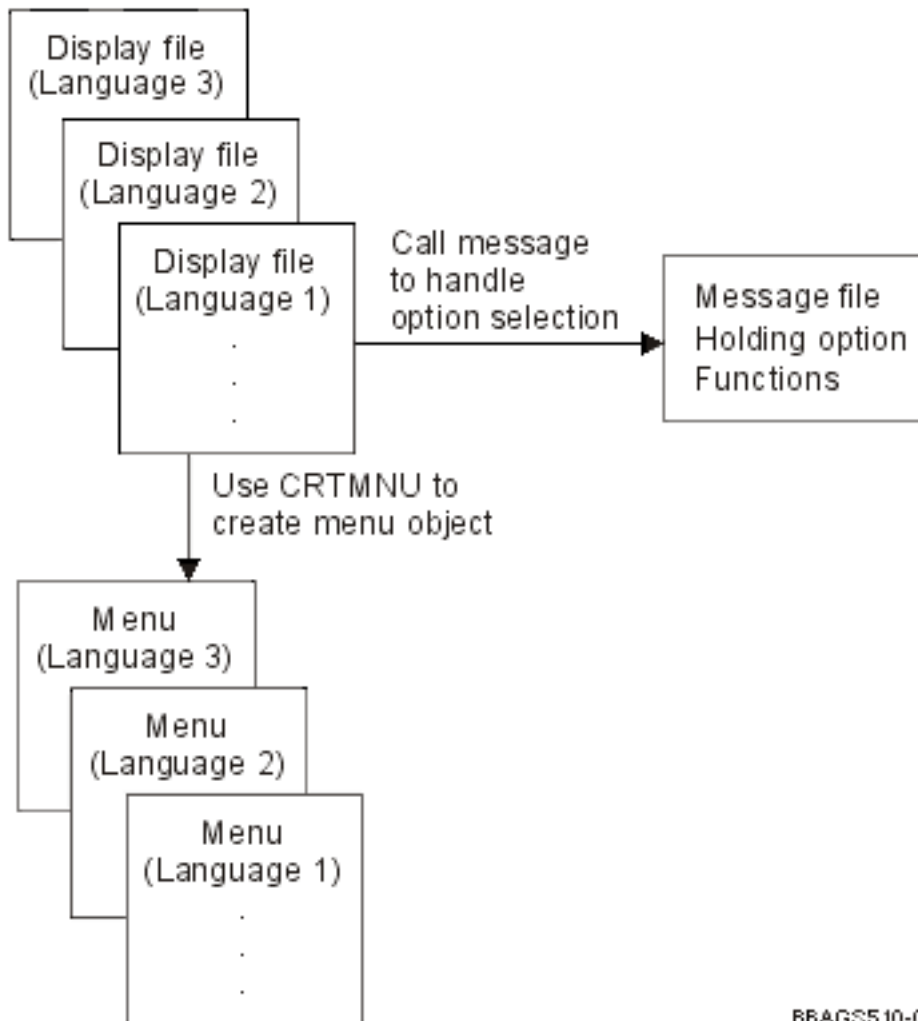 Display file
(Language 3)
Display file
(Language 2)
Display file
(Language 1)
.
.
.
Call message
to handle
option selection
Message file
Holding option
Functions
Use CRTMNU to
create menu object
Menu
(Language 3)
Menu
(Language 2)
Menu
(Language 1)
.
.
.